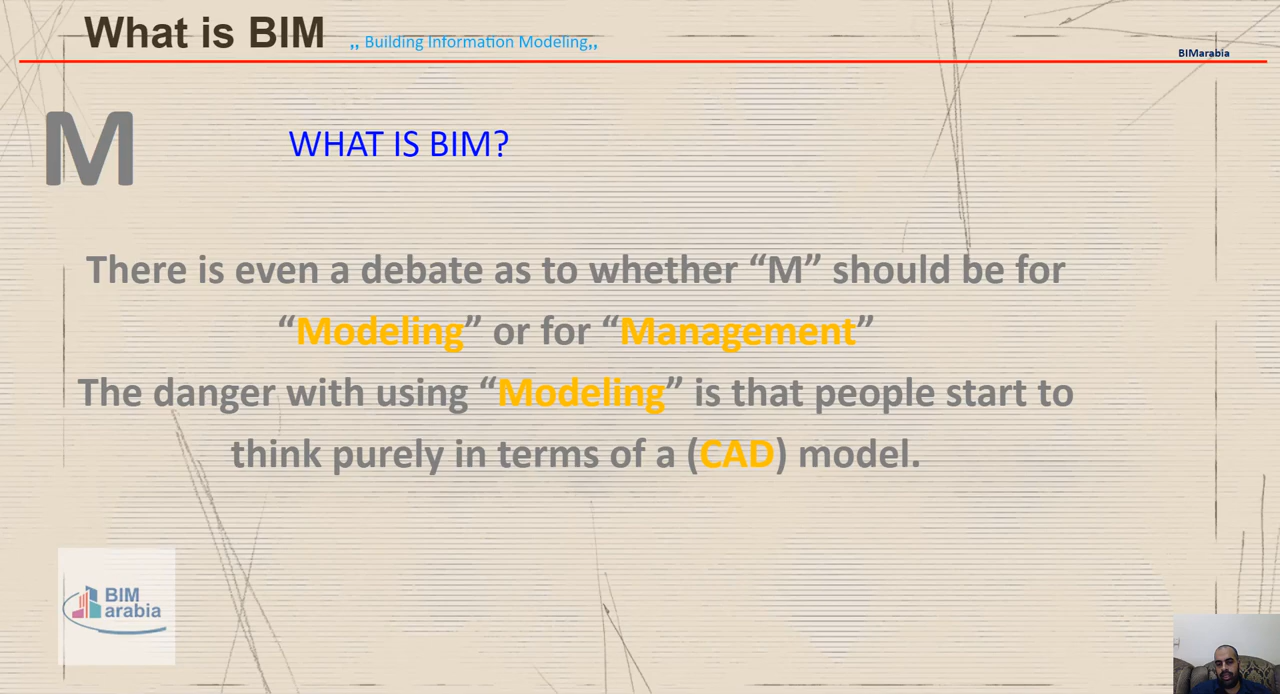 What is BIM ,, Building Information Modeling,,
BIMarabia
M
WHAT IS BIM?
There is even a debate as to whether “M” should be for
“Modeling” or for “Management”
The danger with using “Modeling” is that people start to
think purely in terms of a (CAD) model.
BIM
arabia